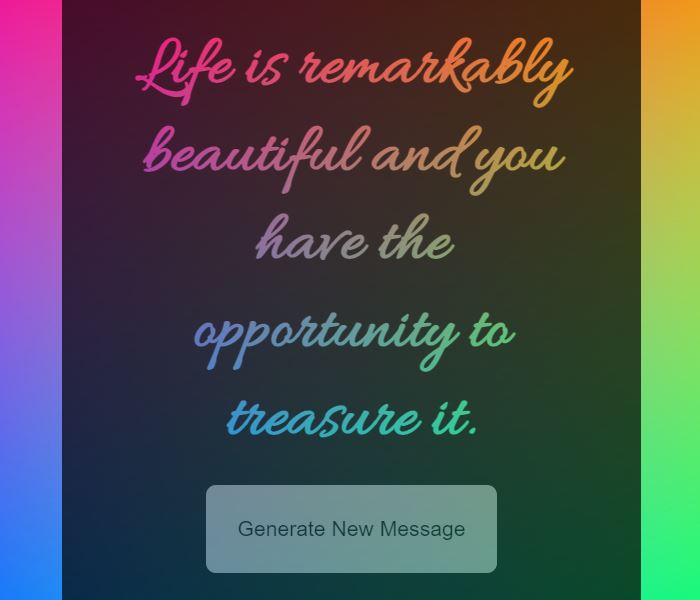 Life is remarkably
beautiful and you
have the
opportunity to
treasure it.
Generate New Message